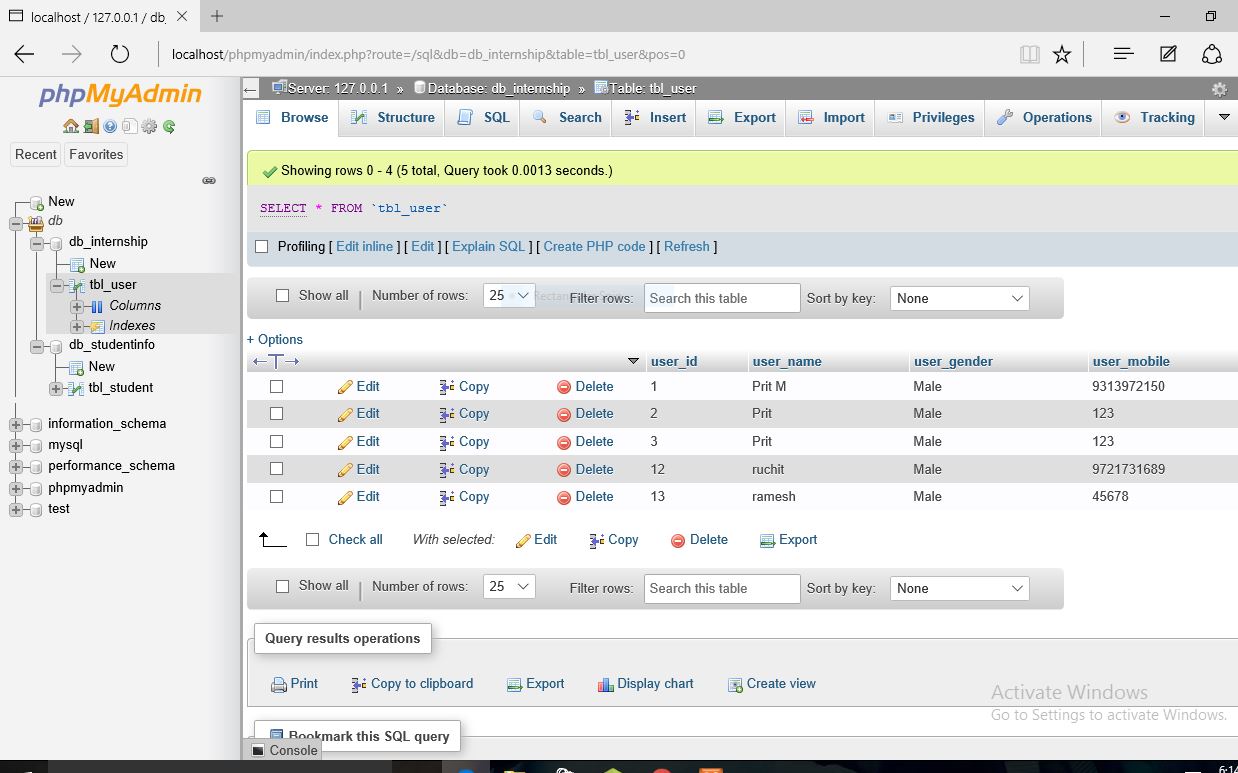 localhost / 127.0.0.1 / db_
localhost/phpmyadmin/index.php?route=/sql&db=db_internship&table=tbl_user&pos=0
phpMyAdmin
Recent Favorites
New
db
db_internship
New
tbl_user
Columns
Indexes
db_studentinfo
New
tbl_student
information_schema
mysql
performance_schema
phpmyadmin
test
Server: 127.0.0.1 » Database: db_internship » Table: tbl_user
Browse Structure SQL Search Insert Export Import Privileges Operations Tracking
Showing rows 0 - 4 (5 total, Query took 0.0013 seconds.)
SELECT * FROM `tbl_user`
Profiling [ Edit inline ] [ Edit ] [ Explain SQL ] [ Create PHP code ] [ Refresh ]
Show all Number of rows: 25 Filter rows: Search this table Sort by key: None
+ Options
←T→ user_id user_name user_gender user_mobile
Edit Copy Delete 1 Prit M Male 9313972150
Edit Copy Delete 2 Prit Male 123
Edit Copy Delete 3 Prit Male 123
Edit Copy Delete 12 ruchit Male 9721731689
Edit Copy Delete 13 ramesh Male 45678
Check all With selected: Edit Copy Delete Export
Show all Number of rows: 25 Filter rows: Search this table Sort by key: None
Query results operations
Print Copy to clipboard Export Display chart Create view
Activate Windows
Go to Settings to activate Windows.
Bookmark this SQL query
Console